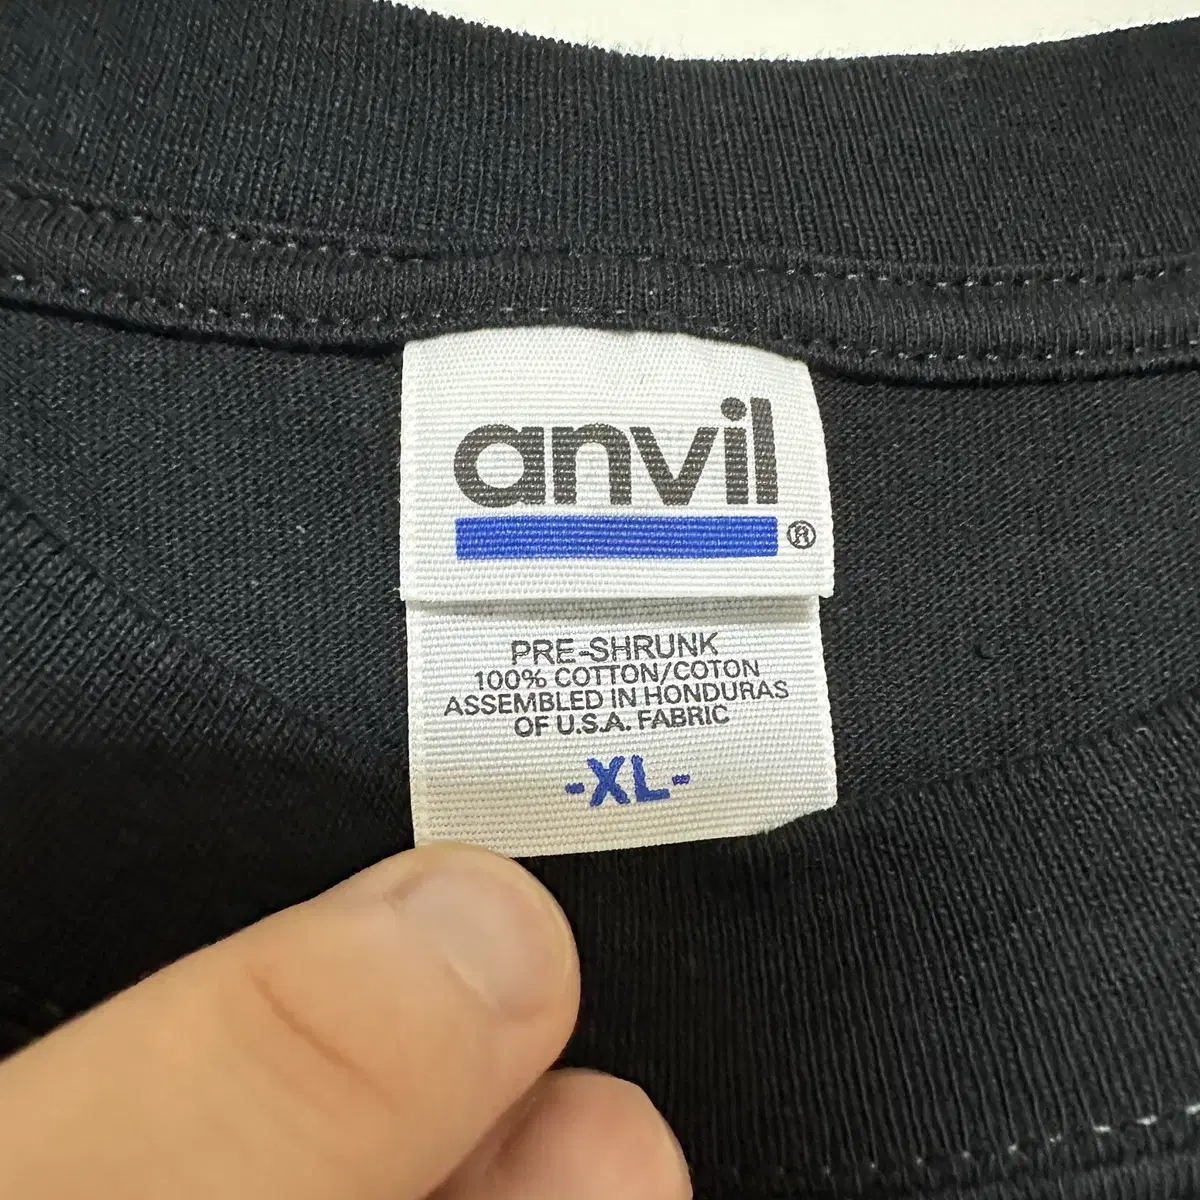 anvil
®
PRE-SHRUNK
100% COTTON/COTON
ASSEMBLED IN HONDURAS
OF U.S.A. FABRIC
-XL-